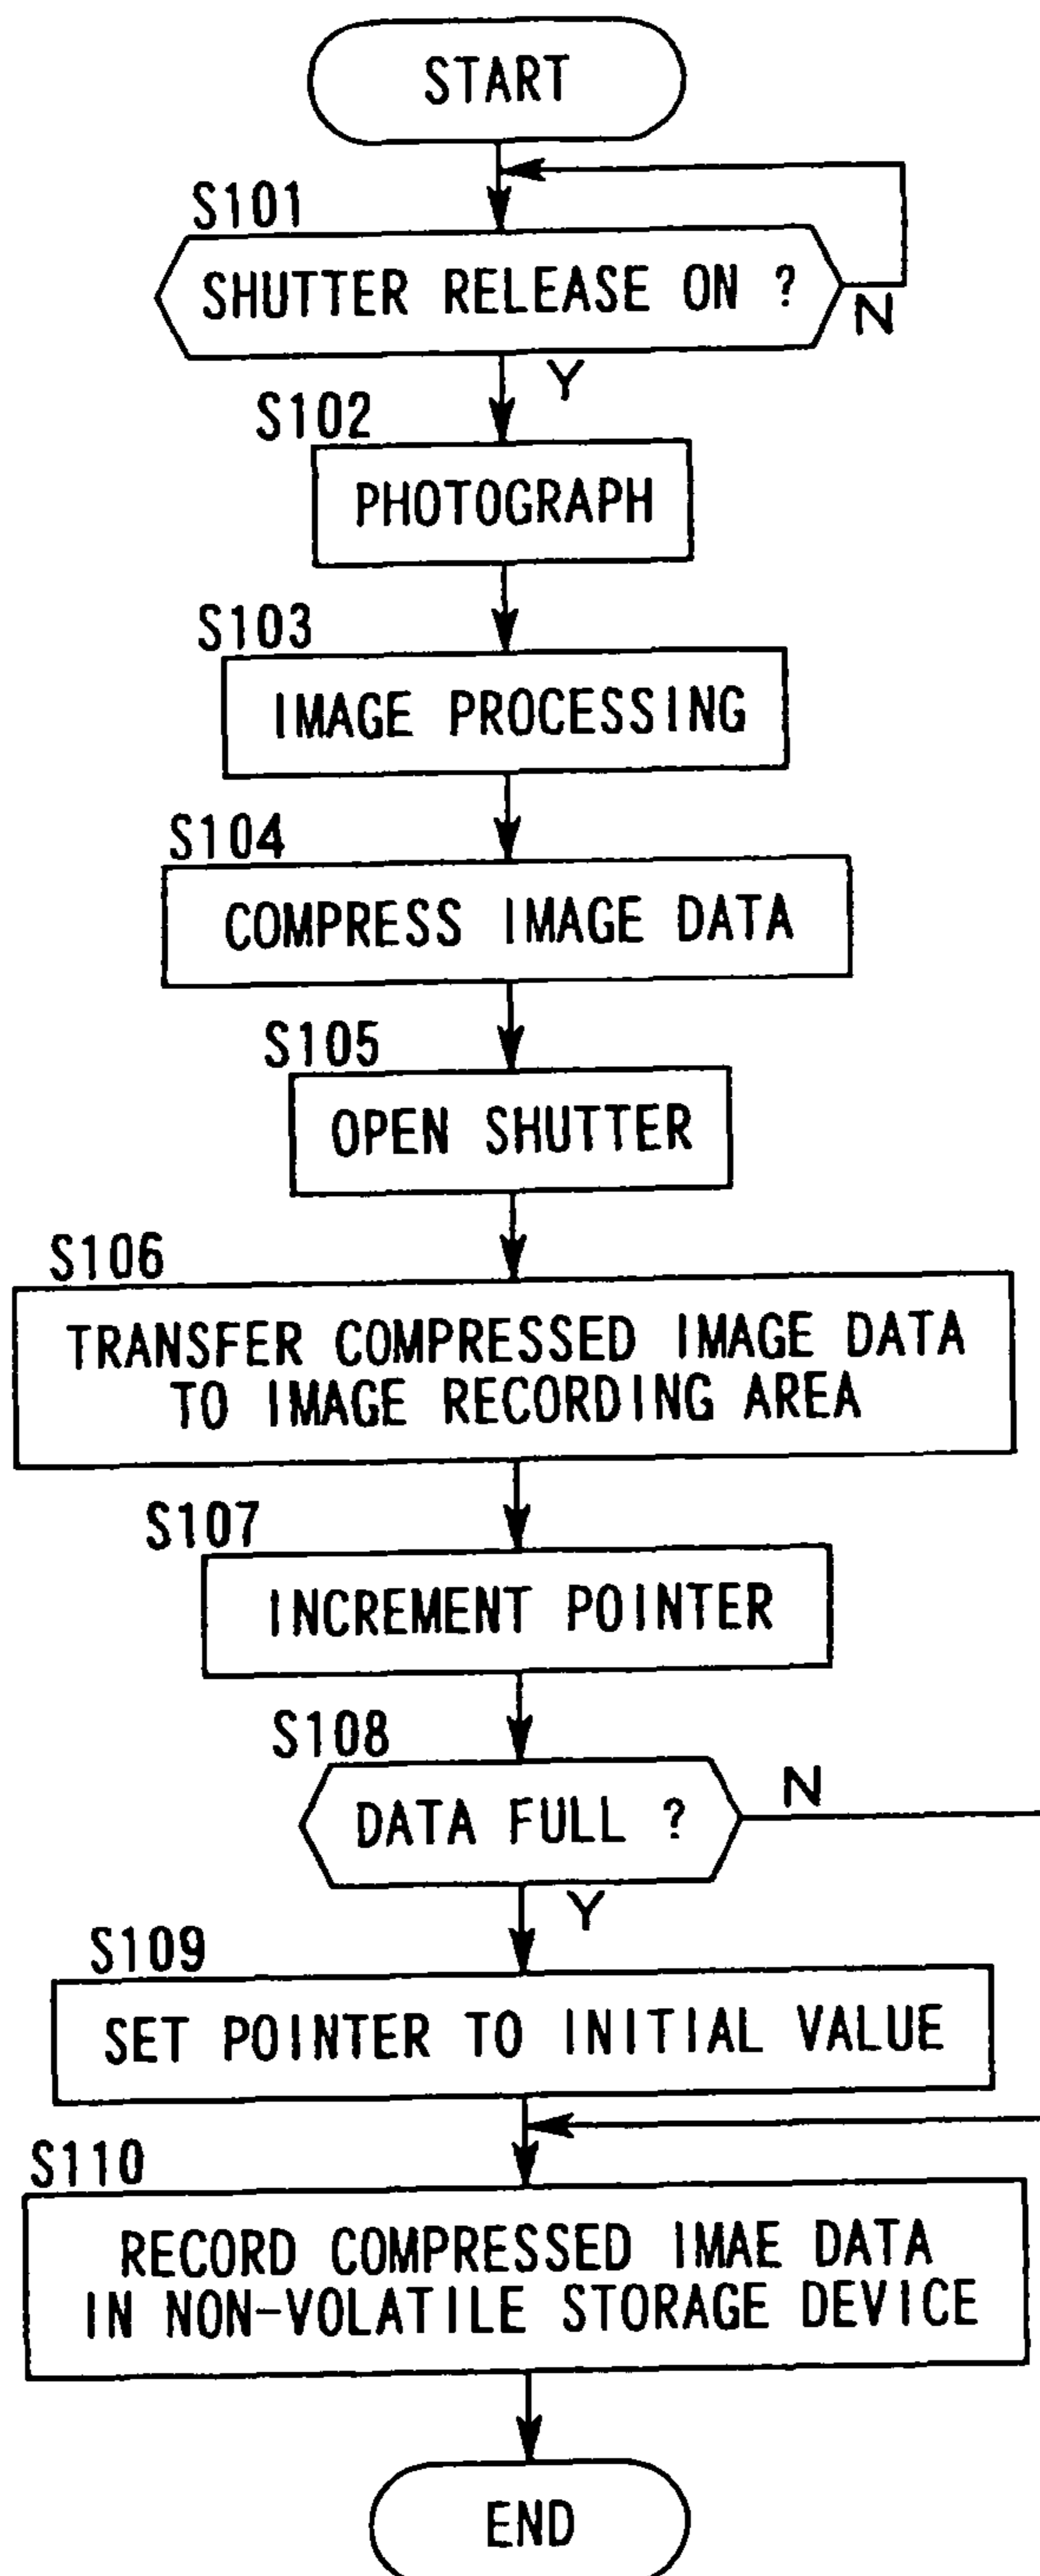 START
S101
SHUTTER RELEASE ON ?
N
Y
S102
PHOTOGRAPH
S103
IMAGE PROCESSING
S104
COMPRESS IMAGE DATA
S105
OPEN SHUTTER
S106
TRANSFER COMPRESSED IMAGE DATA
TO IMAGE RECORDING AREA
S107
INCREMENT POINTER
S108
DATA FULL ?
N
Y
S109
SET POINTER TO INITIAL VALUE
S110
RECORD COMPRESSED IMAE DATA
IN NON-VOLATILE STORAGE DEVICE
END